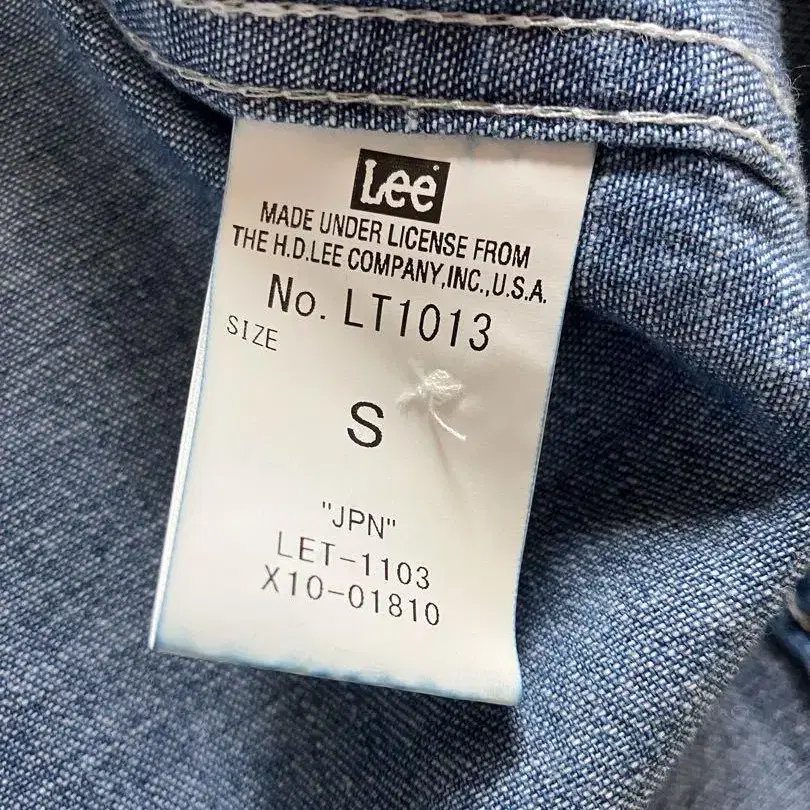 Lee
MADE UNDER LICENSE FROM
THE H.D.LEE COMPANY,INC.,U.S.A.
No. LT1013
SIZE
S
"JPN"
LET-1103
X10-01810